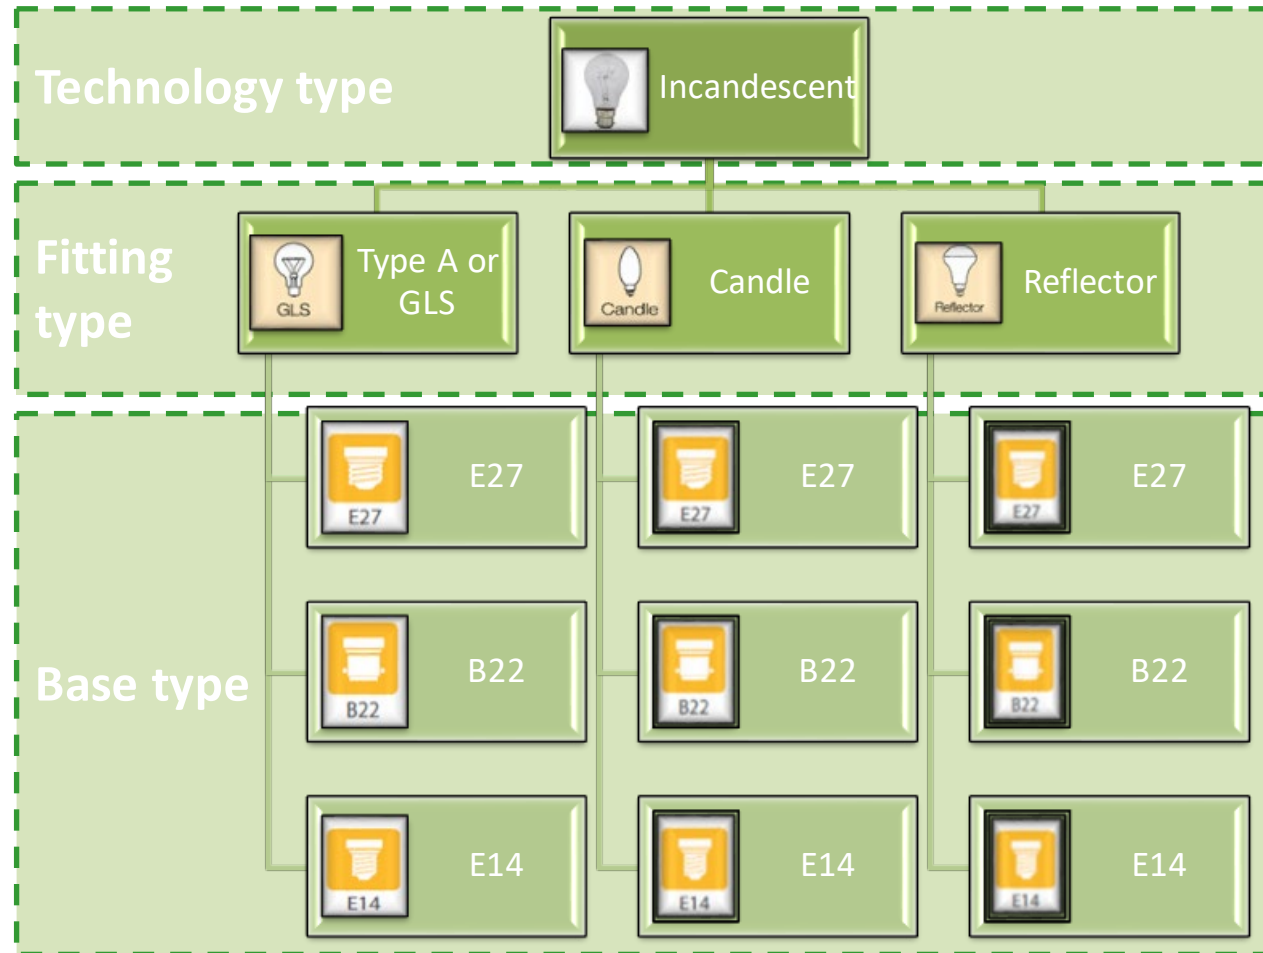 Technology type
Incandescent
Fitting
type
GLS
Type A or
GLS
Candle
Candle
Reflector
Reflector
Base type
E27
E27
E27
E27
E27
E27
B22
B22
B22
B22
B22
B22
E14
E14
E14
E14
E14
E14